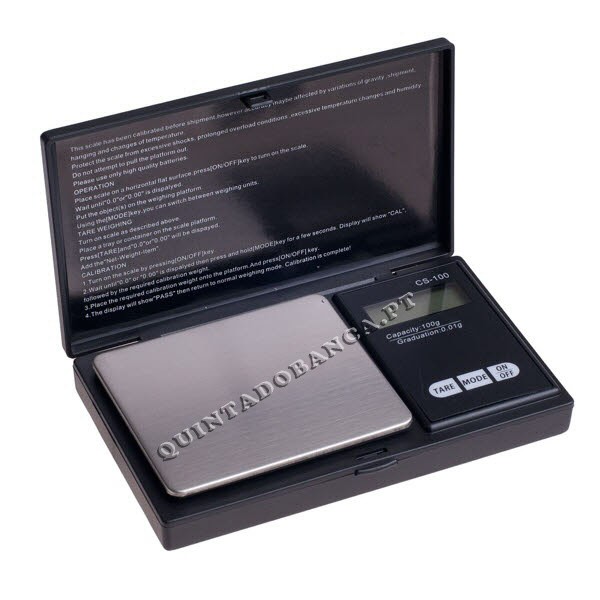 This scale has been calibrated before shipment,however accuracy maybe affected by variations of gravity ,shipment,
hanging and changes of temperature.
Protect the scale from excessive shocks, prolonged overload conditions ,excessive temperature changes and humidity.
Do not attempt to pull the platform out.
Please use only high quality batteries.
OPERATION
Place scale on a horizontal flat surface,press[ON/OFF]key to turn on the scale.
Wait until"0.0"or"0.00" is dispalyed.
Put the object(s) on the weighing platform.
Using the[MODE]key,you can switch between weighing units.
TARE WEIGHING
Turn on scale as described above.
Place a tray or container on the scale platform.
Press[TARE]and"0.0"or"0.00" will be displayed.
Add the"Net-Weight-Item"
CALIBRATION
1.Turn on the scale by pressing[ON/OFF]key.
2.Wait until"0.0" or "0.00" is displayed then press and hold[MODE]key for a few seconds. Display will show "CAL",
followed by the required calibration weight.
3.Place the required calibration weight onto the platform.And press[ON/OFF] key.
4.The display will show"PASS" then return to normal weighing mode. Calibration is complete!
CS-100
Capacity:100g
Graduation:0.01g
TARE MODE ON OFF
QUINTADOBANCA.PT